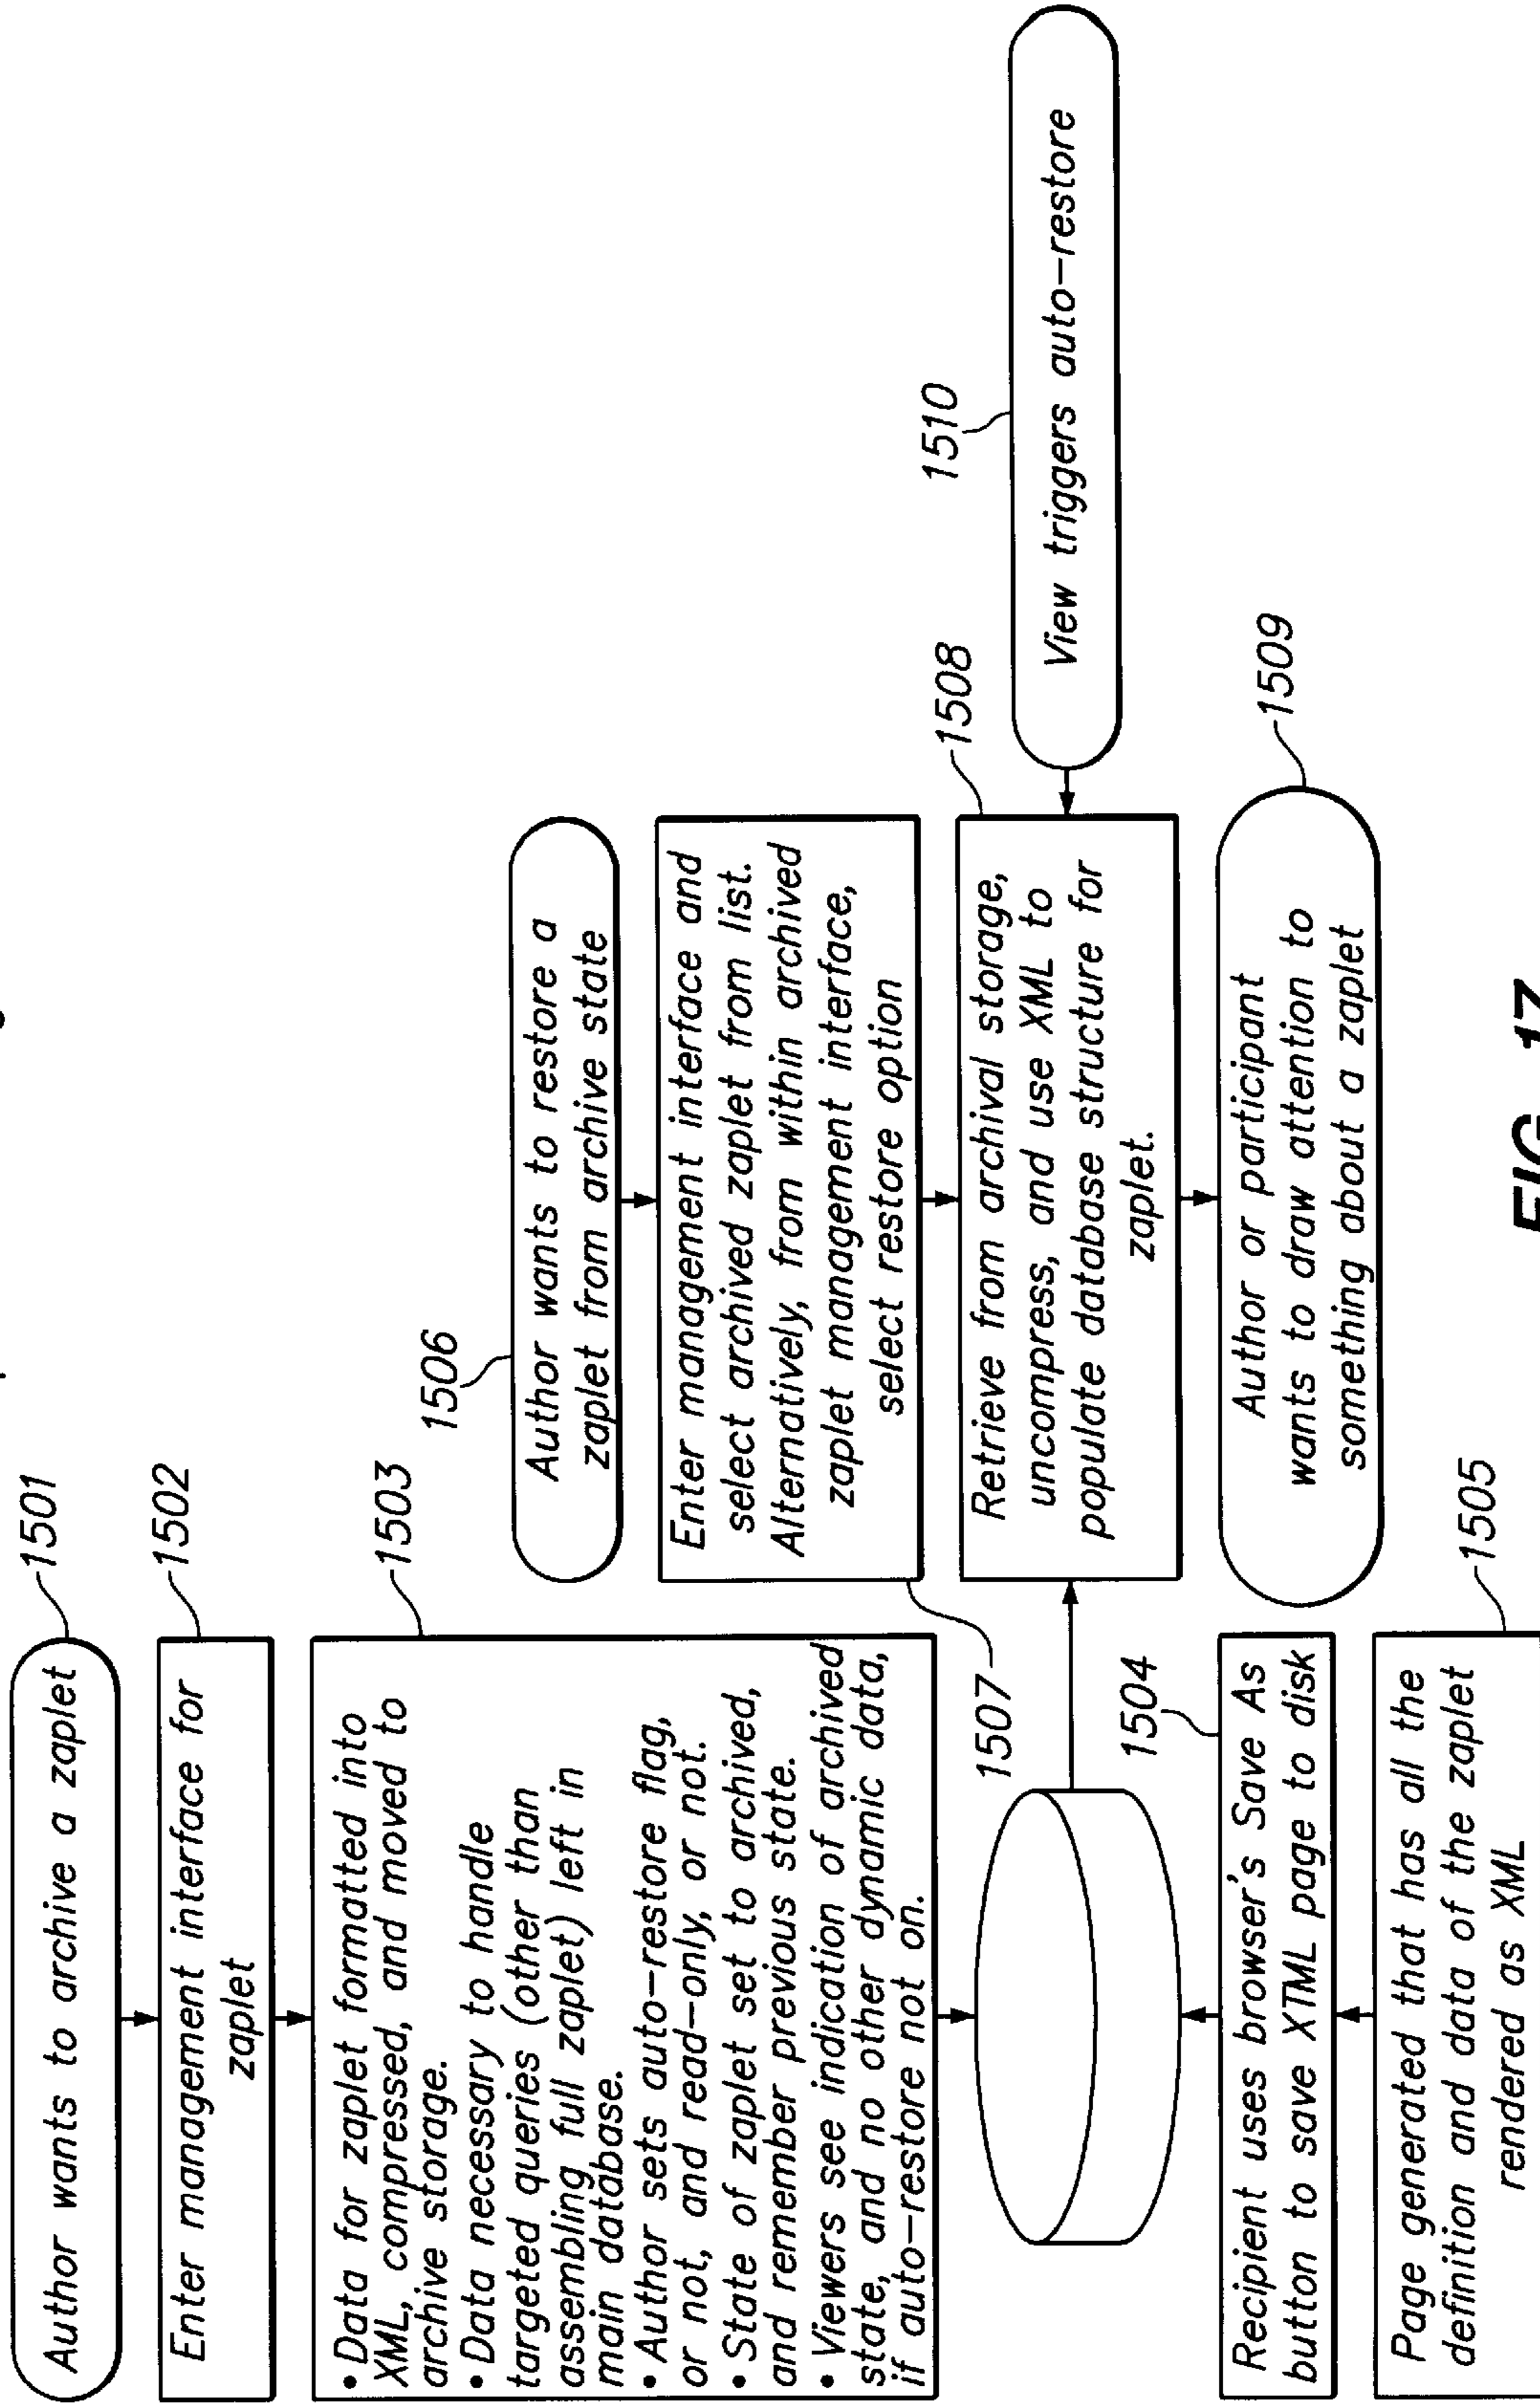 1501
Author wants to archive a zaplet
1502
Enter management interface for
zaplet
1503
• Data for zaplet formatted into
XML, compressed, and moved to
archive storage.
• Data necessary to handle
targeted queries (other than
assembling full zaplet) left in
main database.
• Author sets auto-restore flag,
or not, and read-only, or not.
• State of zaplet set to archived,
and remember previous state.
• Viewers see indication of archived
state, and no other dynamic data,
if auto-restore not on.
1504
Recipient uses browser's Save As
button to save XTML page to disk
1505
Page generated that has all the
definition and data of the zaplet
rendered as XML
1506
Author wants to restore a
zaplet from archive state
1507
Enter management interface and
select archived zaplet from list.
Alternatively, from within archived
zaplet management interface,
select restore option
1508
Retrieve from archival storage,
uncompress, and use XML to
populate database structure for
zaplet.
1509
Author or participant
wants to draw attention to
something about a zaplet
1510
View triggers auto-restore
FIG. 17